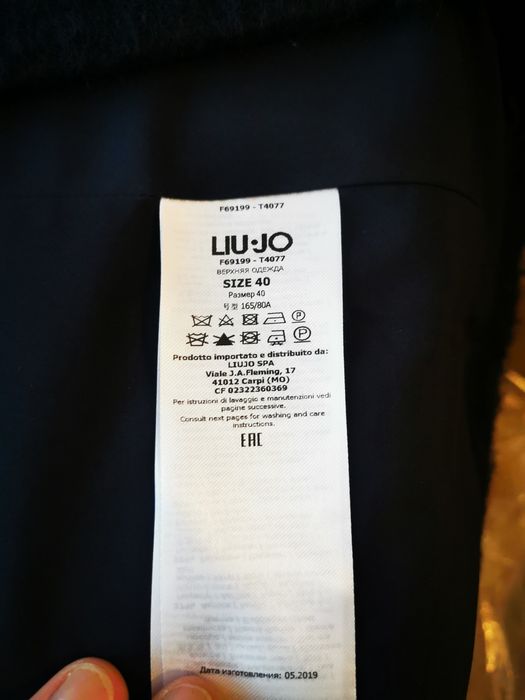 F69199 - T4077
LIU·JO
F69199 - T4077
ВЕРХНЯЯ ОДЕЖДА
SIZE 40
Размер 40
号型 165/80A
Prodotto importato e distribuito da:
LIUJO SPA
Viale J.A.Fleming, 17
41012 Carpi (MO)
CF 02322360369
Per istruzioni di lavaggio e manutenzioni vedi
pagine successive.
Consult next pages for washing and care
instructions.
EAC
Дата изготовления: 05.2019